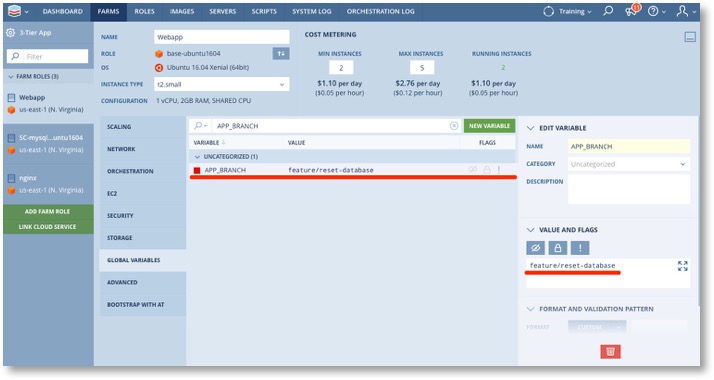 DASHBOARD FARMS ROLES IMAGES SERVERS SCRIPTS SYSTEM LOG ORCHESTRATION LOG Training 11
3-Tier App
Filter
FARM ROLES (3)
Webapp
us-east-1 (N. Virginia)
SC-mysql...untu1604
us-east-1 (N. Virginia)
nginx
us-east-1 (N. Virginia)
ADD FARM ROLE
LINK CLOUD SERVICE
NAME Webapp
ROLE base-ubuntu1604
OS Ubuntu 16.04 Xenial (64bit)
INSTANCE TYPE t2.small
CONFIGURATION 1 vCPU, 2GB RAM, SHARED CPU
COST METERING
MIN INSTANCES MAX INSTANCES RUNNING INSTANCES
2 5 2
$1.10 per day $2.76 per day $1.10 per day
($0.05 per hour) ($0.12 per hour) ($0.05 per hour)
SCALING
NETWORK
ORCHESTRATION
EC2
SECURITY
STORAGE
GLOBAL VARIABLES
ADVANCED
BOOTSTRAP WITH AT
APP_BRANCH NEW VARIABLE
VARIABLE VALUE FLAGS
UNCATEGORIZED (1)
APP_BRANCH feature/reset-database
EDIT VARIABLE
NAME APP_BRANCH
CATEGORY Uncategorized
DESCRIPTION
VALUE AND FLAGS
feature/reset-database
FORMAT AND VALIDATION PATTERN
FORMAT